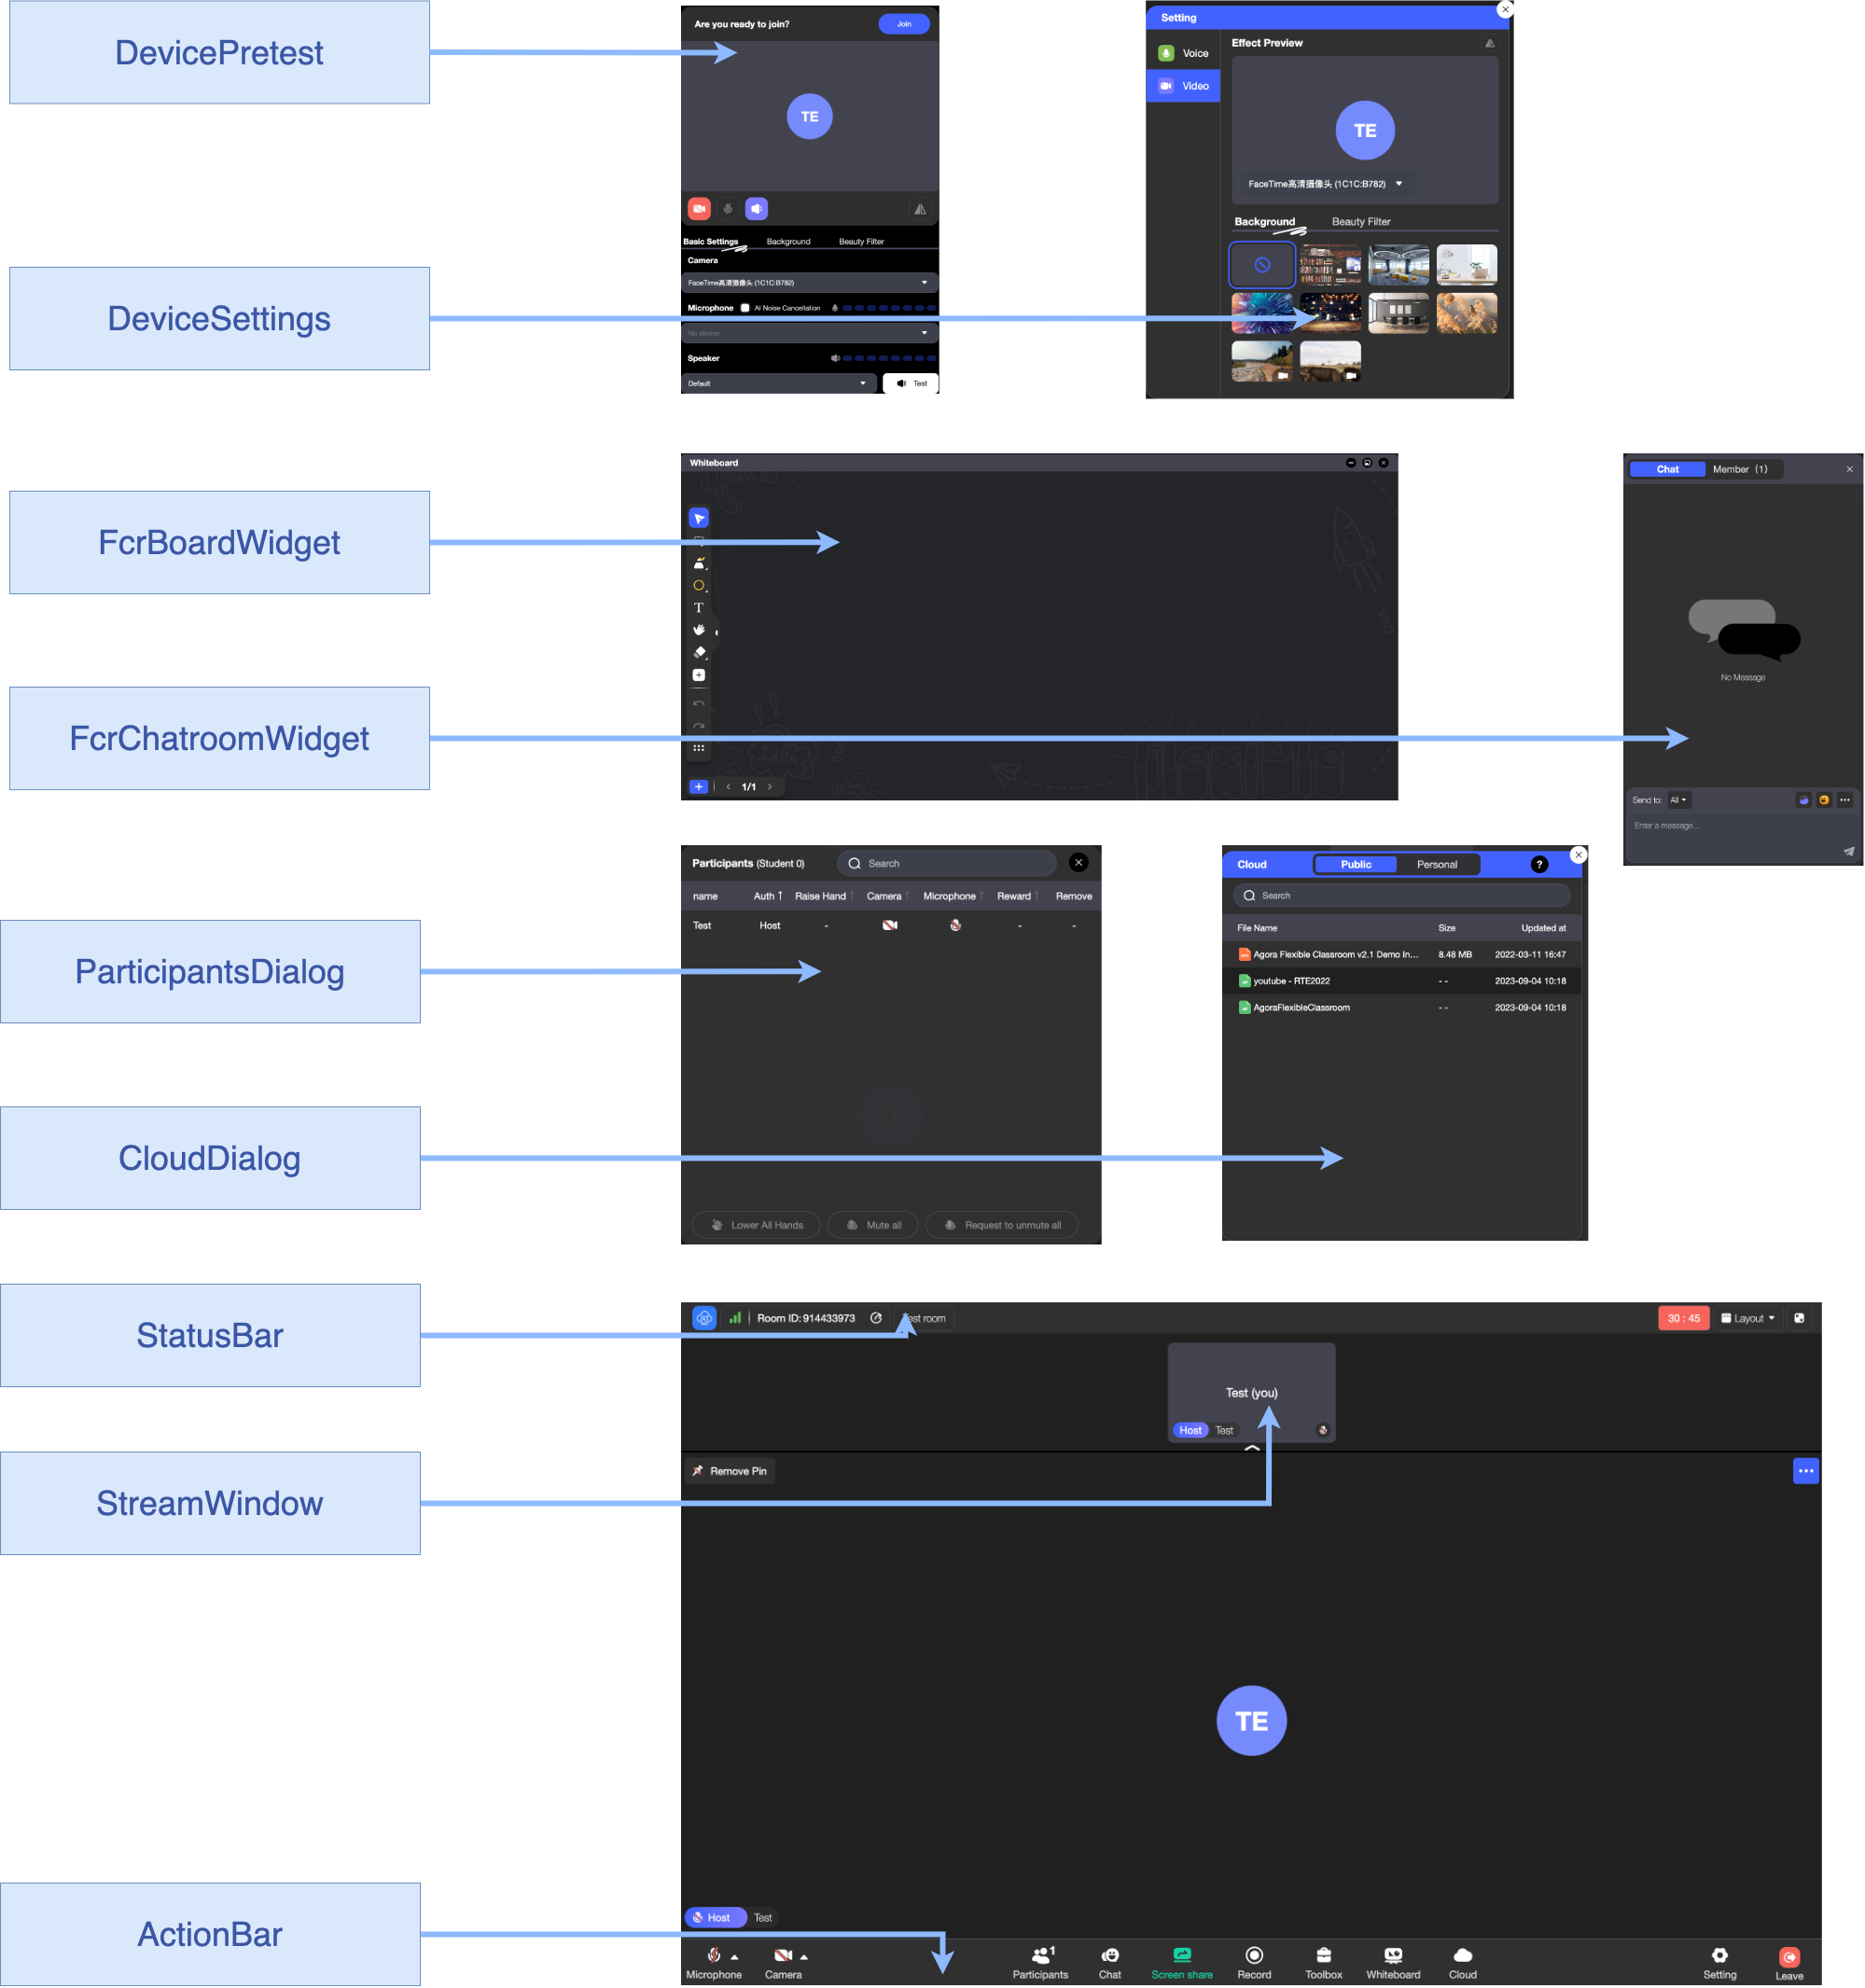 DevicePretest
Are you ready to join?
Join
TE
Basic Settings
Background
Beauty Filter
Camera
FaceTime高清摄像头 (1C1C:B782)
Microphone
AI Noise Cancellation
No device
Speaker
Default
Test
Setting
Voice
Video
Effect Preview
TE
FaceTime高清摄像头 (1C1C:B782)
Background
Beauty Filter
DeviceSettings
FcrBoardWidget
Whiteboard
T
IdEA
flexible
1/1
FcrChatroomWidget
Chat
Member (1)
No Message
Send to:
All
Enter a message...
ParticipantsDialog
Participants (Student 0)
Search
name
Auth
Raise Hand
Camera
Microphone
Reward
Remove
Test
Host
-
-
-
TE
Lower All Hands
Mute all
Request to unmute all
CloudDialog
Cloud
Public
Personal
?
Search
File Name
Size
Updated at
Agora Flexible Classroom v2.1 Demo In...
8.48 MB
2022-03-11 16:47
youtube - RTE2022
- -
2023-09-04 10:18
AgoraFlexibleClassroom
- -
2023-09-04 10:18
StatusBar
Room ID: 914433973
room
30 : 45
Layout
StreamWindow
Test (you)
Host
Test
Remove Pin
TE
ActionBar
Host
Test
Microphone
Camera
1
Participants
Chat
Screen share
Record
Toolbox
Whiteboard
Cloud
Setting
Leave